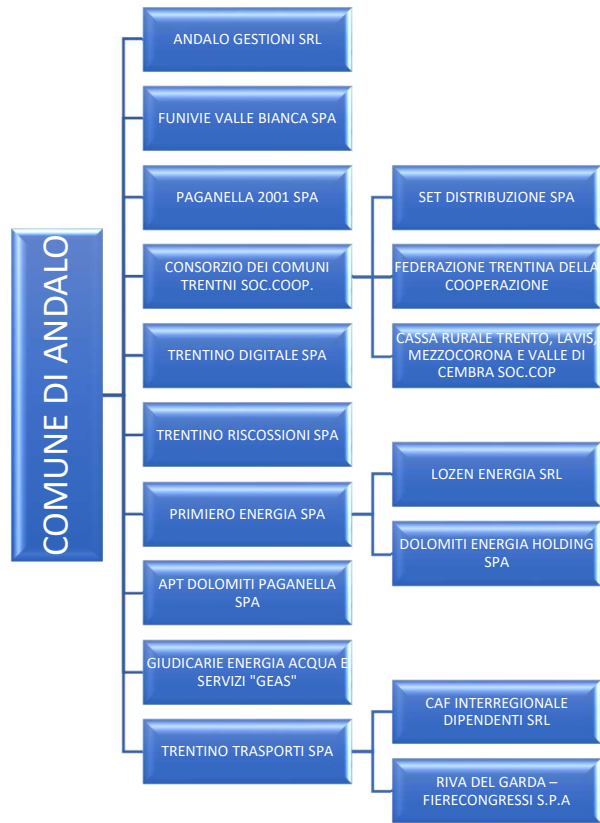 COMUNE DI ANDALO
ANDALO GESTIONI SRL
FUNIVIE VALLE BIANCA SPA
PAGANELLA 2001 SPA
CONSORZIO DEI COMUNI
TRENTNI SOC.COOP.
SET DISTRIBUZIONE SPA
FEDERAZIONE TRENTINA DELLA
COOPERAZIONE
CASSA RURALE TRENTO, LAVIS,
MEZZOCORONA E VALLE DI
CEMBRA SOC.COP
TRENTINO DIGITALE SPA
TRENTINO RISCOSSIONI SPA
PRIMIERO ENERGIA SPA
LOZEN ENERGIA SRL
DOLOMITI ENERGIA HOLDING
SPA
APT DOLOMITI PAGANELLA
SPA
GIUDICARIE ENERGIA ACQUA E
SERVIZI "GEAS"
TRENTINO TRASPORTI SPA
CAF INTERREGIONALE
DIPENDENTI SRL
RIVA DEL GARDA –
FIERECONGRESSI S.P.A